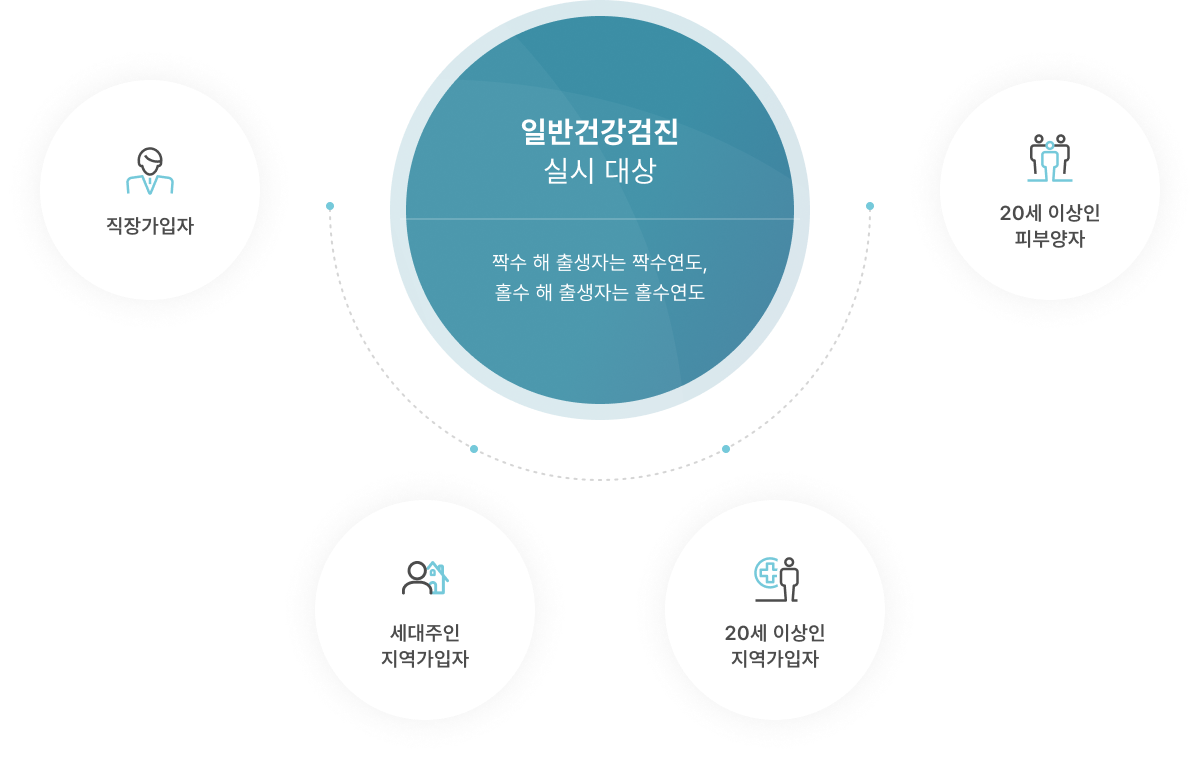 일반건강검진
실시 대상
짝수 해 출생자는 짝수연도,
홀수 해 출생자는 홀수연도
직장가입자
20세 이상인
피부양자
세대주인
지역가입자
20세 이상인
지역가입자